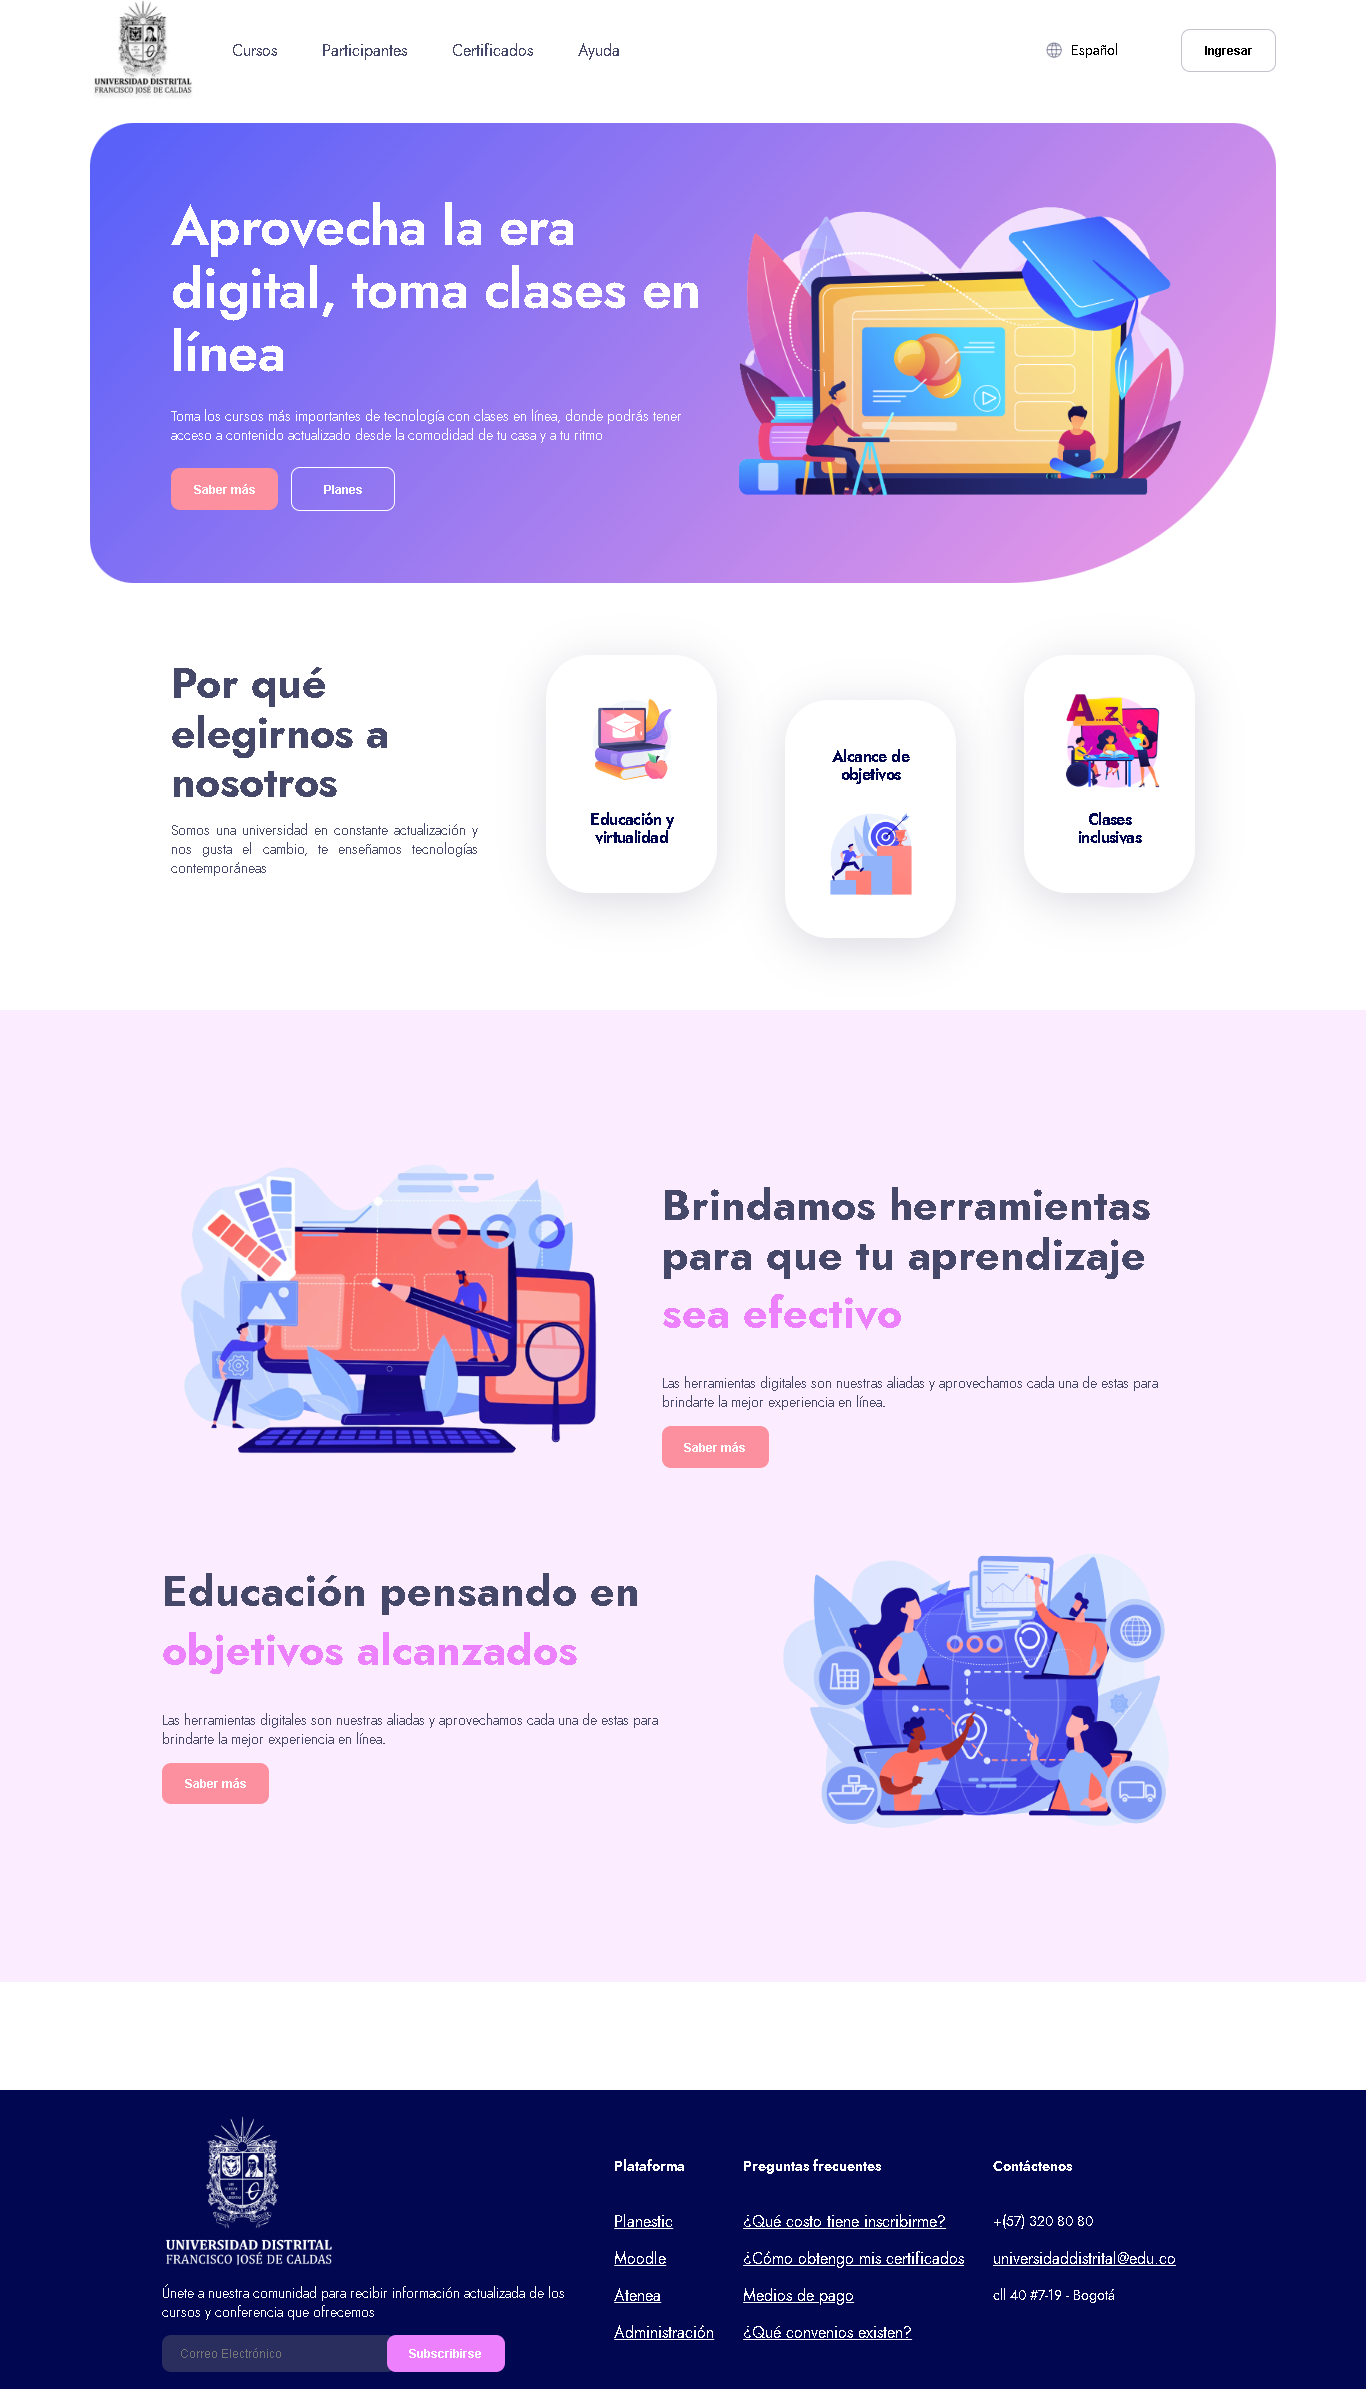 UNIVERSIDAD DISTRITAL
FRANCISCO JOSÉ DE CALDAS
Cursos
Participantes
Certificados
Ayuda
Español
Ingresar
Aprovecha la era
digital, toma clases en
línea
Toma los cursos más importantes de tecnología con clases en línea, donde podrás tener
acceso a contenido actualizado desde la comodidad de tu casa y a tu ritmo
Saber más
Planes
Por qué
elegirnos a
nosotros
Somos una universidad en constante actualización y
nos gusta el cambio, te enseñamos tecnologías
contemporáneas
Educación y
virtualidad
Alcance de
objetivos
A...z
Clases
inclusivas
Brindamos herramientas
para que tu aprendizaje
sea efectivo
Las herramientas digitales son nuestras aliadas y aprovechamos cada una de estas para
brindarte la mejor experiencia en línea.
Saber más
Educación pensando en
objetivos alcanzados
Las herramientas digitales son nuestras aliadas y aprovechamos cada una de estas para
brindarte la mejor experiencia en línea.
Saber más
UNIVERSIDAD DISTRITAL
FRANCISCO JOSÉ DE CALDAS
Únete a nuestra comunidad para recibir información actualizada de los
cursos y conferencia que ofrecemos
Correo Electrónico
Subscribirse
Plataforma
Planestic
Moodle
Atenea
Administración
Preguntas frecuentes
¿Qué costo tiene inscribirme?
¿Cómo obtengo mis certificados
Medios de pago
¿Qué convenios existen?
Contáctenos
+(57) 320 80 80
universidaddistrital@edu.co
cll 40 #7-19 - Bogotá